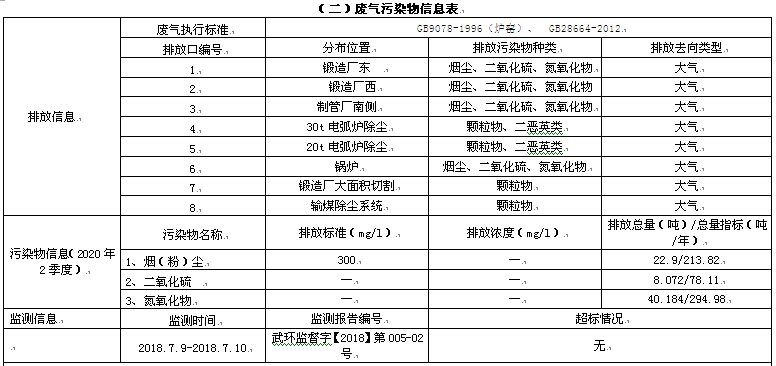 （二）废气污染物信息表
废气执行标准 GB9078-1996（炉窑）、 GB28664-2012
排放口编号 分布位置 排放污染物种类 排放去向类型
1 锻造厂东 烟尘、二氧化硫、氮氧化物 大气
2 锻造厂西 烟尘、二氧化硫、氮氧化物 大气
3 制管厂南侧 烟尘、二氧化硫、氮氧化物 大气
排放信息
4 30t 电弧炉除尘 颗粒物、二恶英类 大气
5 20t 电弧炉除尘 颗粒物、二恶英类 大气
6 锅炉 烟尘、二氧化硫、氮氧化物 大气
7 锻造厂大面积切割 颗粒物 大气
8 输煤除尘系统 颗粒物 大气
污染物信息（2020 年
2 季度）
污染物名称 排放标准（mg/l） 排放浓度（mg/l） 排放总量（吨）/总量指标（吨
/年）
1、烟（粉）尘 300 — 22.9/213.82
2、二氧化硫 — — 8.072/78.11
3、氮氧化物 — — 40.184/294.98
监测信息 监测时间 监测报告编号 超标情况
2018.7.9-2018.7.10 武环监督字【2018】第 005-02
号 无